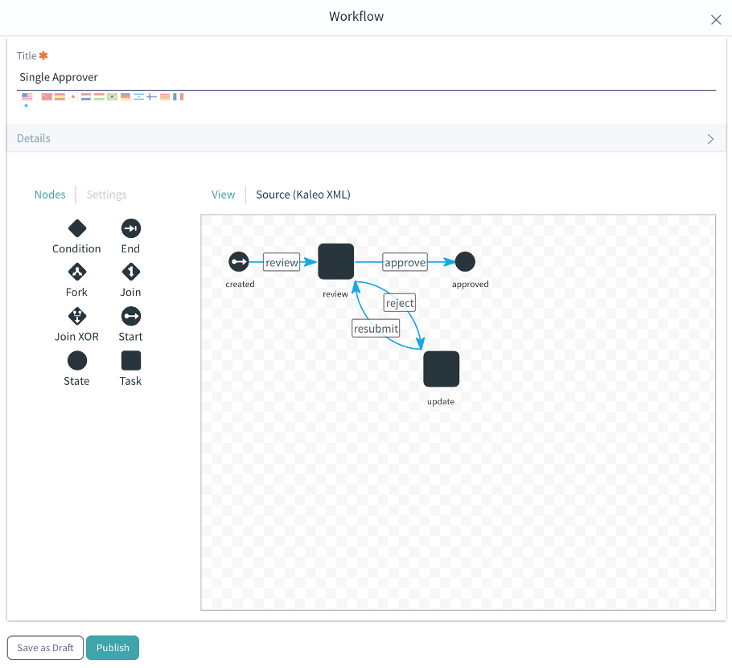 Workflow
Title
Single Approver
Details
Nodes Settings
View Source (Kaleo XML)
Condition End
Fork Join
Join XOR Start
State Task
review approve
created review approved
reject
resubmit
update
Save as Draft Publish